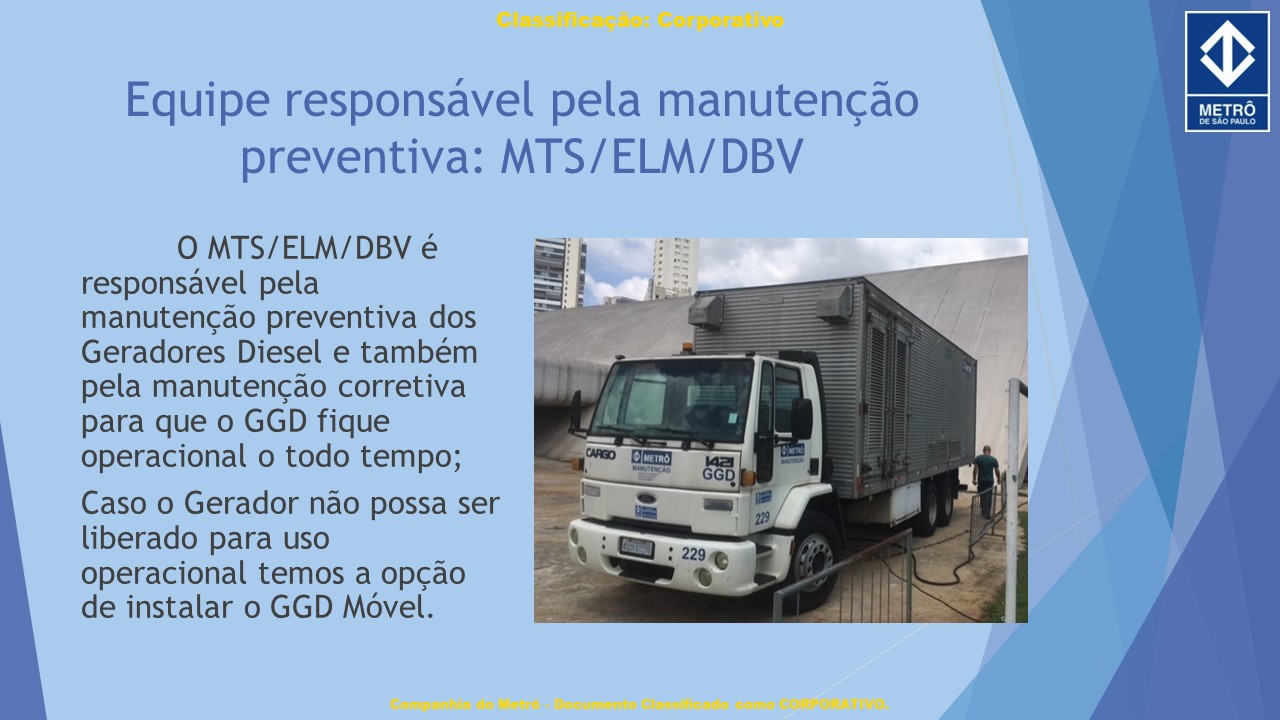 Classificação: Corporativo
METRÔ
DE SÃO PAULO
Equipe responsável pela manutenção
preventiva: MTS/ELM/DBV
O MTS/ELM/DBV é
responsável pela
manutenção preventiva dos
Geradores Diesel e também
pela manutenção corretiva
para que o GGD fique
operacional o todo tempo;
Caso o Gerador não possa ser
liberado para uso
operacional temos a opção
de instalar o GGD Móvel.
CARGO
METRÔ
MANUTENÇÃO
1421
GGD
METRÔ
MANUTENÇÃO
229
229
Companhia do Metrô - Documento Classificado como CORPORATIVO.